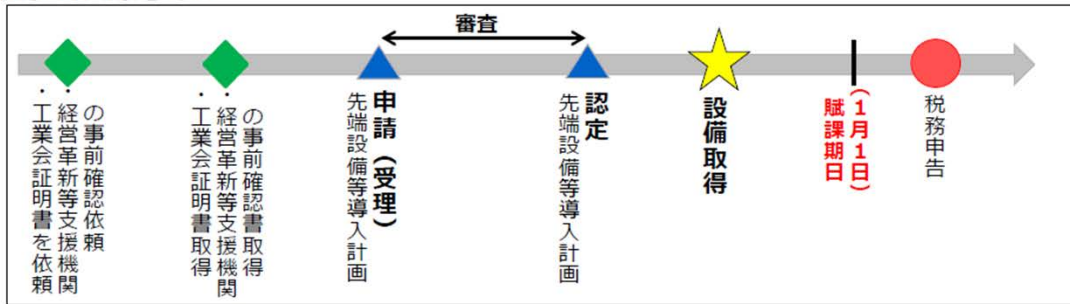 審査
・工業会証明書を依頼
・経営革新等支援機関
の事前確認依頼
・工業会証明書取得
・経営革新等支援機関
の事前確認書取得
先端設備等導入計画
申請（受理）
先端設備等導入計画
認定
設備取得
賦課期日
（1月1日）
税務申告